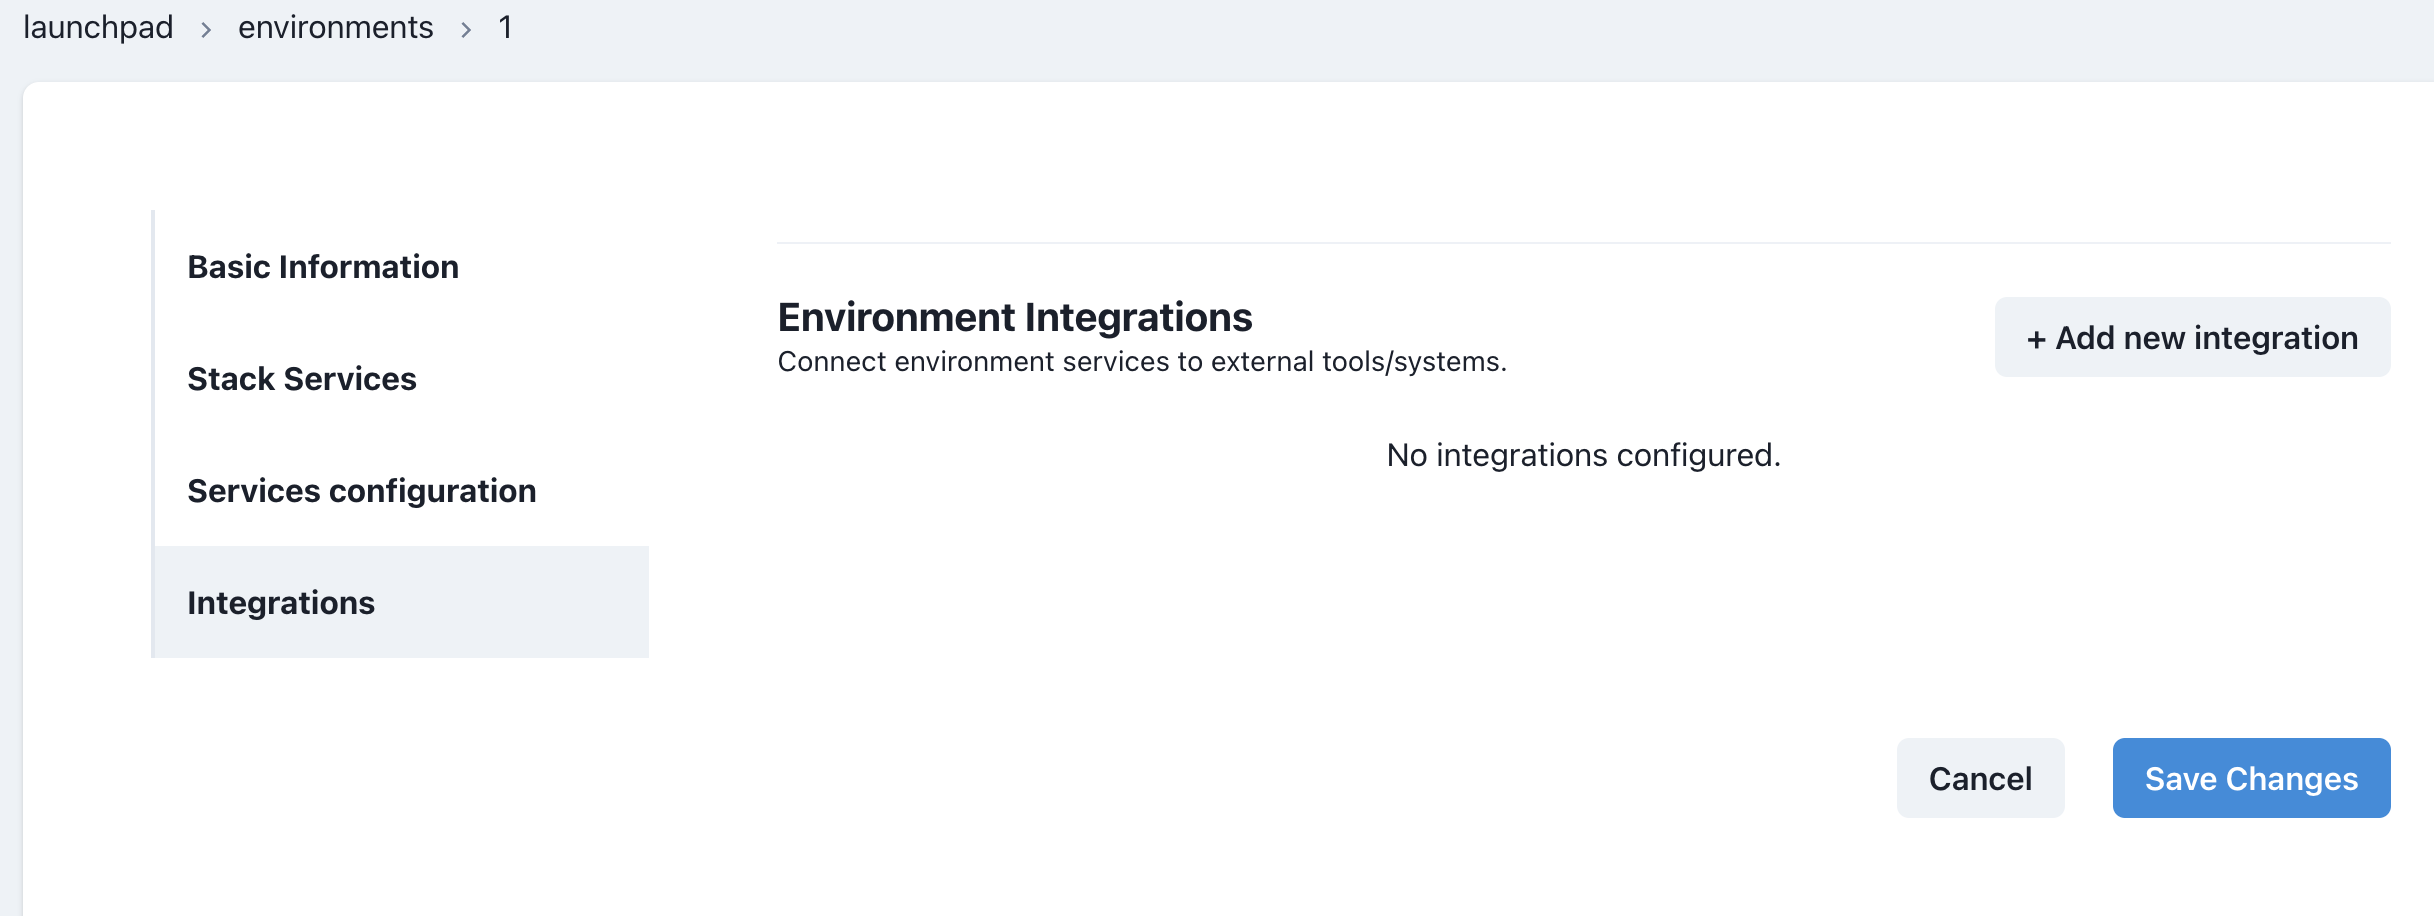 launchpad > environments > 1
Basic Information
Stack Services
Services configuration
Integrations
Environment Integrations
Connect environment services to external tools/systems.
+ Add new integration
No integrations configured.
Cancel
Save Changes